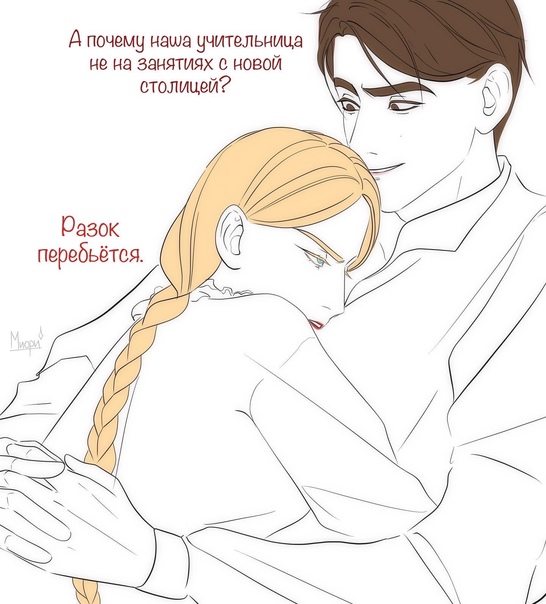 А почему наша учительница
не на занятиях с новой
столицей?
Разок
перебьётся.
Миори